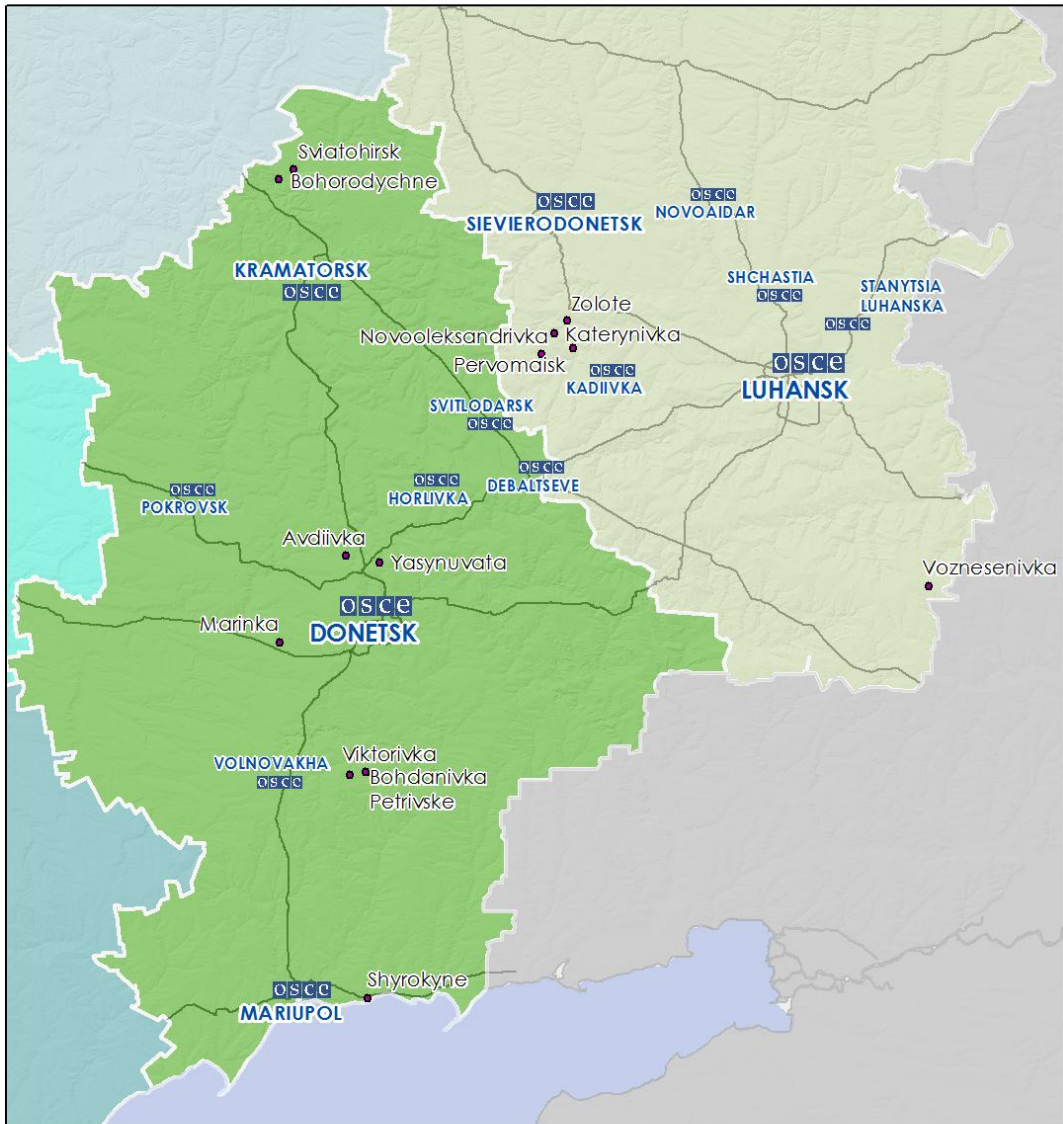 Sviatohirsk
Bohorodychne
osce
SIEVIERODONETSK
osce
NOVOAIDAR
KRAMATORSK
osce
SHCHASTIA
osce
STANYTSIA
LUHANSKA
osce
Zolote
Novooleksandrivka
Katerynivka
Pervomaisk
osce
KADIIVKA
osce
LUHANSK
SVITLODARSK
osce
osce
DEBALTSEVE
osce
HORLIVKA
osce
POKROVSK
Avdiivka
Yasynuvata
Voznesenivka
osce
DONETSK
Marinka
VOLNOVAKHA
osce
Viktorivka
Bohdanivka
Petrivske
Shyrokyne
osce
MARIUPOL